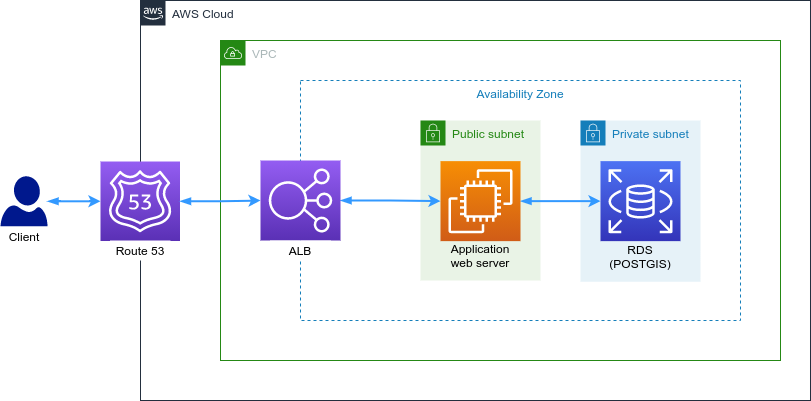 aws
AWS Cloud
VPC
Availability Zone
Public subnet
Private subnet
53
Client
Route 53
ALB
Application
web server
RDS
(POSTGIS)